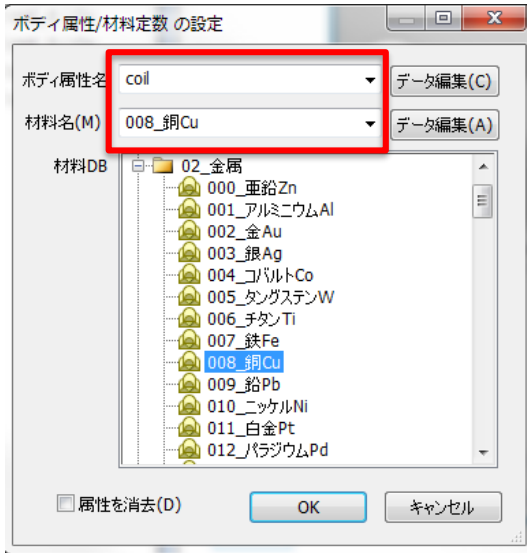 ボディ属性/材料定数 の設定
ボディ属性名 coil データ編集(C)
材料名(M) 008_銅Cu データ編集(A)
材料DB 02_金属
000_亜鉛Zn
001_アルミニウムAl
002_金Au
003_銀Ag
004_コバルトCo
005_タングステンW
006_チタンTi
007_鉄Fe
008_銅Cu
009_鉛Pb
010_ニッケルNi
011_白金Pt
012_パラジウムPd
属性を消去(D) OK キャンセル